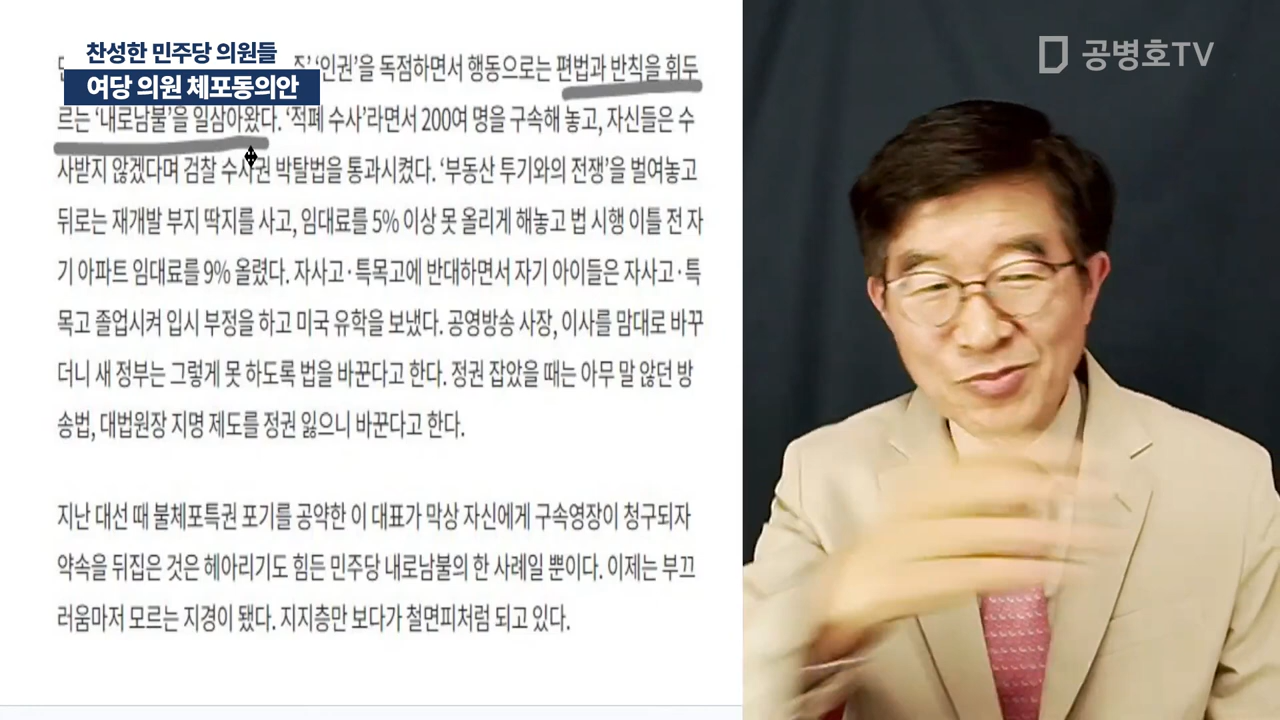 찬성한 민주당 의원들
여당 의원 체포동의안
공병호TV
‘인권’을 독점하면서 행동으로는 편법과 반칙을 휘두
르는 ‘내로남불’을 일삼아왔다. ‘적폐 수사’라면서 200여 명을 구속해 놓고, 자신들은 수
사받지 않겠다며 검찰 수사권 박탈법을 통과시켰다. ‘부동산 투기와의 전쟁’을 벌여놓고
뒤로는 재개발 부지 딱지를 사고, 임대료를 5% 이상 못 올리게 해놓고 법 시행 이틀 전 자
기 아파트 임대료를 9% 올렸다. 자사고·특목고에 반대하면서 자기 아이들은 자사고·특
목고 졸업시켜 입시 부정을 하고 미국 유학을 보냈다. 공영방송 사장, 이사를 맘대로 바꾸
더니 새 정부는 그렇게 못 하도록 법을 바꾼다고 한다. 정권 잡았을 때는 아무 말 않던 방
송법, 대법원장 지명 제도를 정권 잃으니 바꾼다고 한다.
지난 대선 때 불체포특권 포기를 공약한 이 대표가 막상 자신에게 구속영장이 청구되자
약속을 뒤집은 것은 헤아리기도 힘든 민주당 내로남불의 한 사례일 뿐이다. 이제는 부끄
러움마저 모르는 지경이 됐다. 지지층만 보다가 철면피처럼 되고 있다.